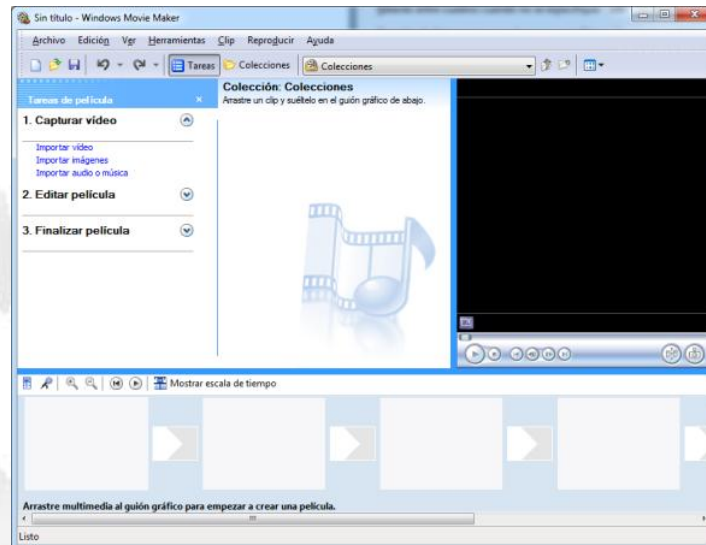 Sin título - Windows Movie Maker
Archivo Edición Ver Herramientas Clip Reproducir Ayuda
Tareas Colecciones Colecciones
Tareas de película
Colección: Colecciones
Arrastre un clip y suéltelo en el guión gráfico de abajo.
1. Capturar vídeo
Importar vídeo
Importar imágenes
Importar audio o música
2. Editar película
3. Finalizar película
Mostrar escala de tiempo
Arrastre multimedia al guión gráfico para empezar a crear una película.
Listo